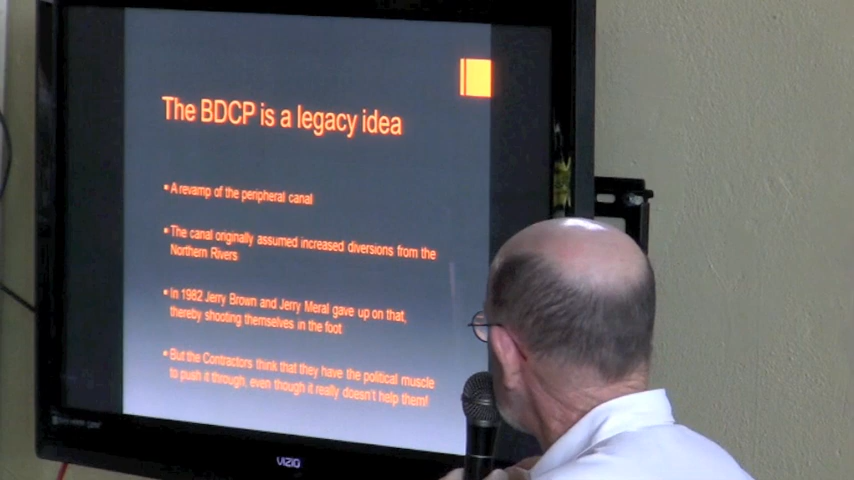 The BDCP is a legacy idea
▪ A revamp of the peripheral canal
▪ The canal originally assumed increased diversions from the
Northern Rivers
▪ In 1982 Jerry Brown and Jerry Meral gave up on that,
thereby shooting themselves in the foot
▪ But the Contractors think that they have the political muscle
to push it through, even though it really doesn't help them!
VIZIO